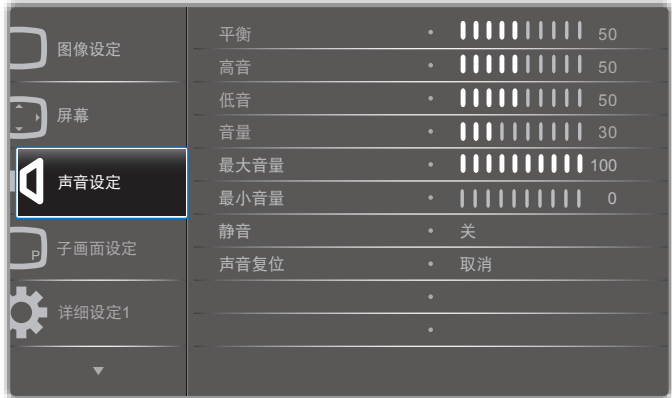 图像设定
屏幕
声音设定
P
子画面设定
详细设定1
平衡 • 50
高音 • 50
低音 • 50
音量 • 30
最大音量 • 100
最小音量 • 0
静音 • 关
声音复位 • 取消
•
•